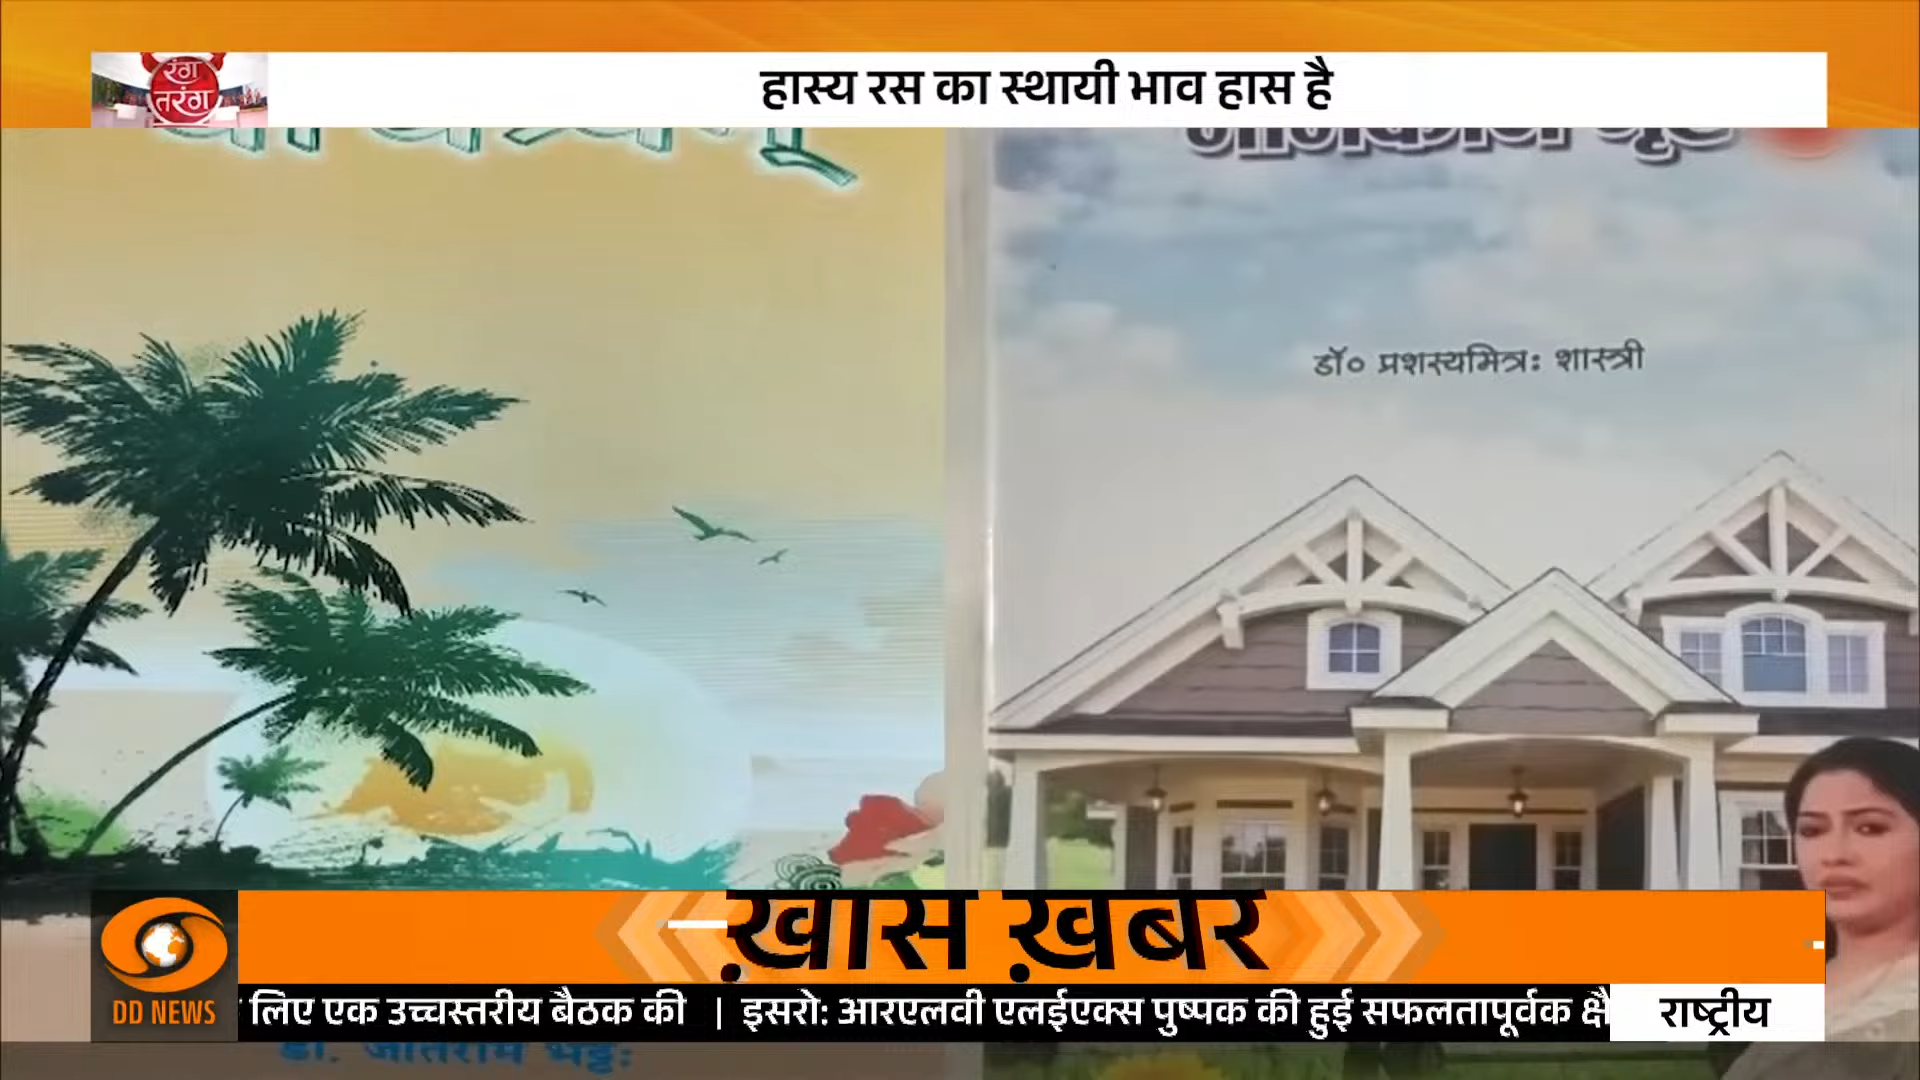 रंग
तरंग
हास्य रस का स्थायी भाव हास है
डॉ० प्रशस्यमित्रः शास्त्री
ख़ास ख़बर
DD NEWS
लिए एक उच्चस्तरीय बैठक की | इसरो: आरएलवी एलईएक्स पुष्पक की हुई सफलतापूर्वक
राष्ट्रीय